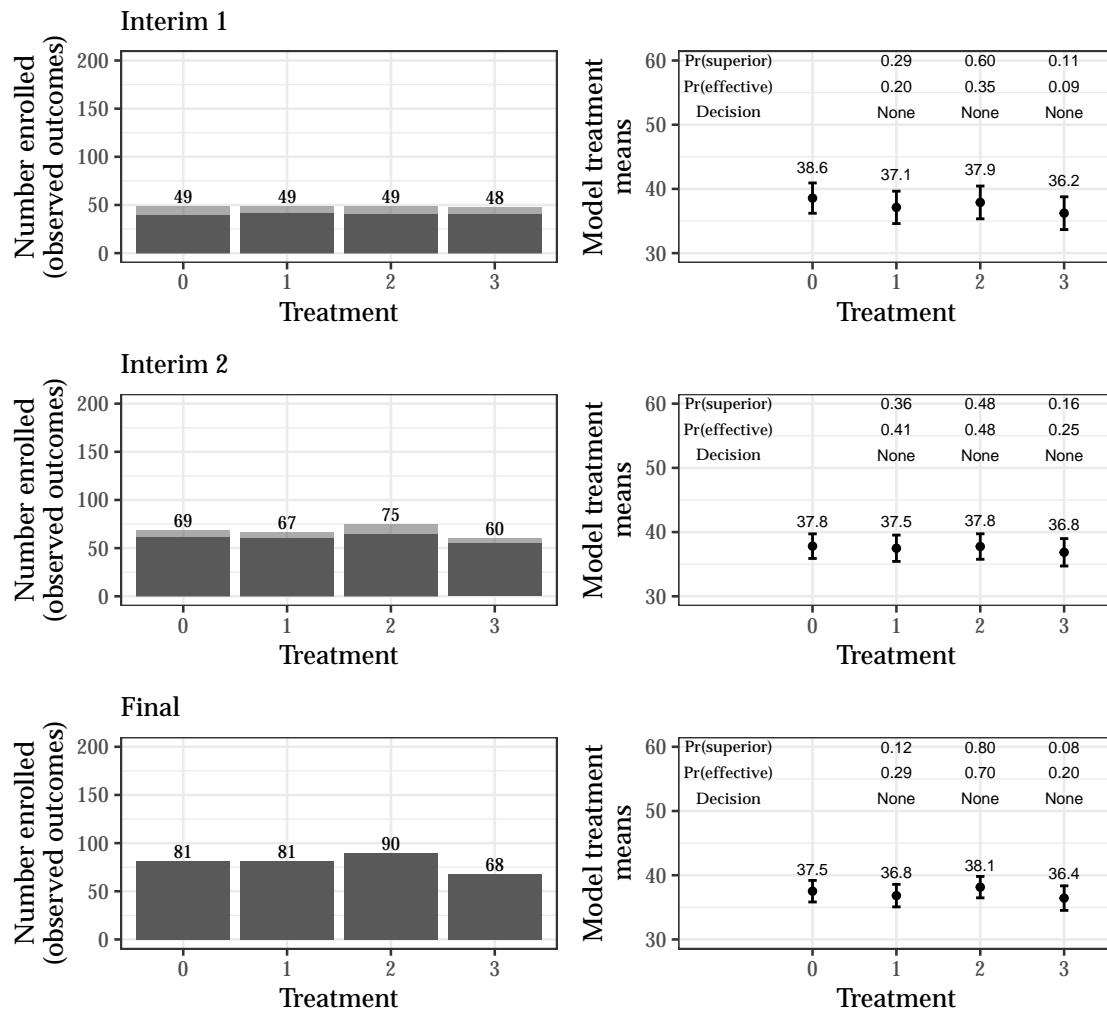 Interim 1
Number enrolled
(observed outcomes)
200
150
100
50
0
49 49 49 48
0 1 2 3
Treatment
Model treatment
means
60
50
40
30
Pr(superior) 0.29 0.60 0.11
Pr(effective) 0.20 0.35 0.09
Decision None None None
38.6 37.1 37.9 36.2
0 1 2 3
Treatment
Interim 2
Number enrolled
(observed outcomes)
200
150
100
50
0
69 67 75 60
0 1 2 3
Treatment
Model treatment
means
60
50
40
30
Pr(superior) 0.36 0.48 0.16
Pr(effective) 0.41 0.48 0.25
Decision None None None
37.8 37.5 37.8 36.8
0 1 2 3
Treatment
Final
Number enrolled
(observed outcomes)
200
150
100
50
0
81 81 90 68
0 1 2 3
Treatment
Model treatment
means
60
50
40
30
Pr(superior) 0.12 0.80 0.08
Pr(effective) 0.29 0.70 0.20
Decision None None None
37.5 36.8 38.1 36.4
0 1 2 3
Treatment